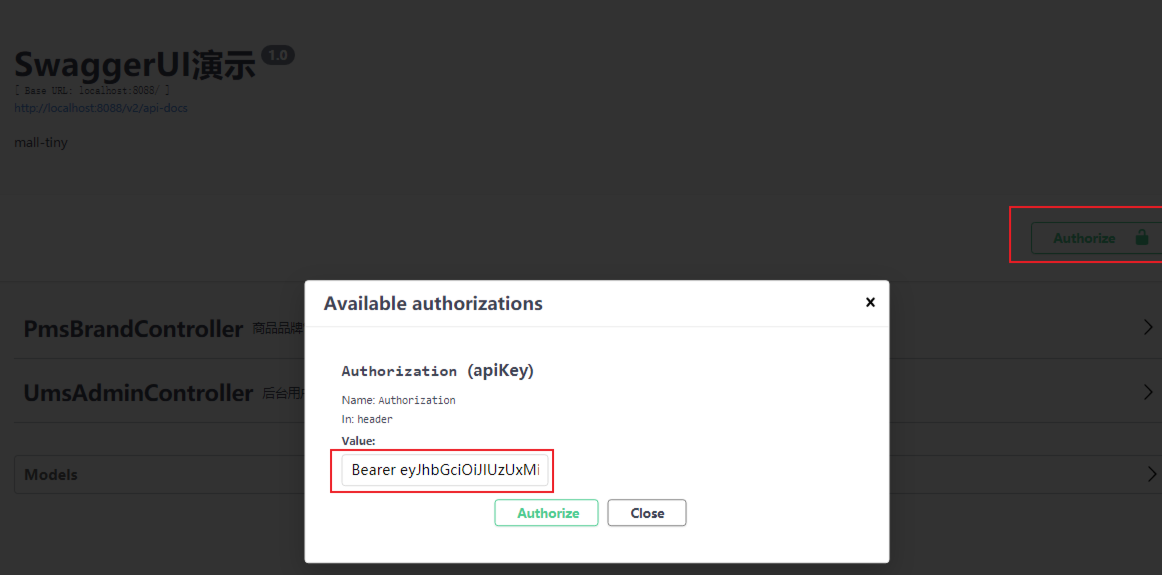 SwaggerUI演示 1.0
[ Base URL: localhost:8088/ ]
http://localhost:8088/v2/api-docs
mall-tiny
Authorize
Available authorizations
PmsBrandController 商品品牌
Authorization (apiKey)
UmsAdminController 后台用
Name: Authorization
In: header
Value:
Models
Bearer eyJhbGciOiJIUzUxMi
Authorize Close